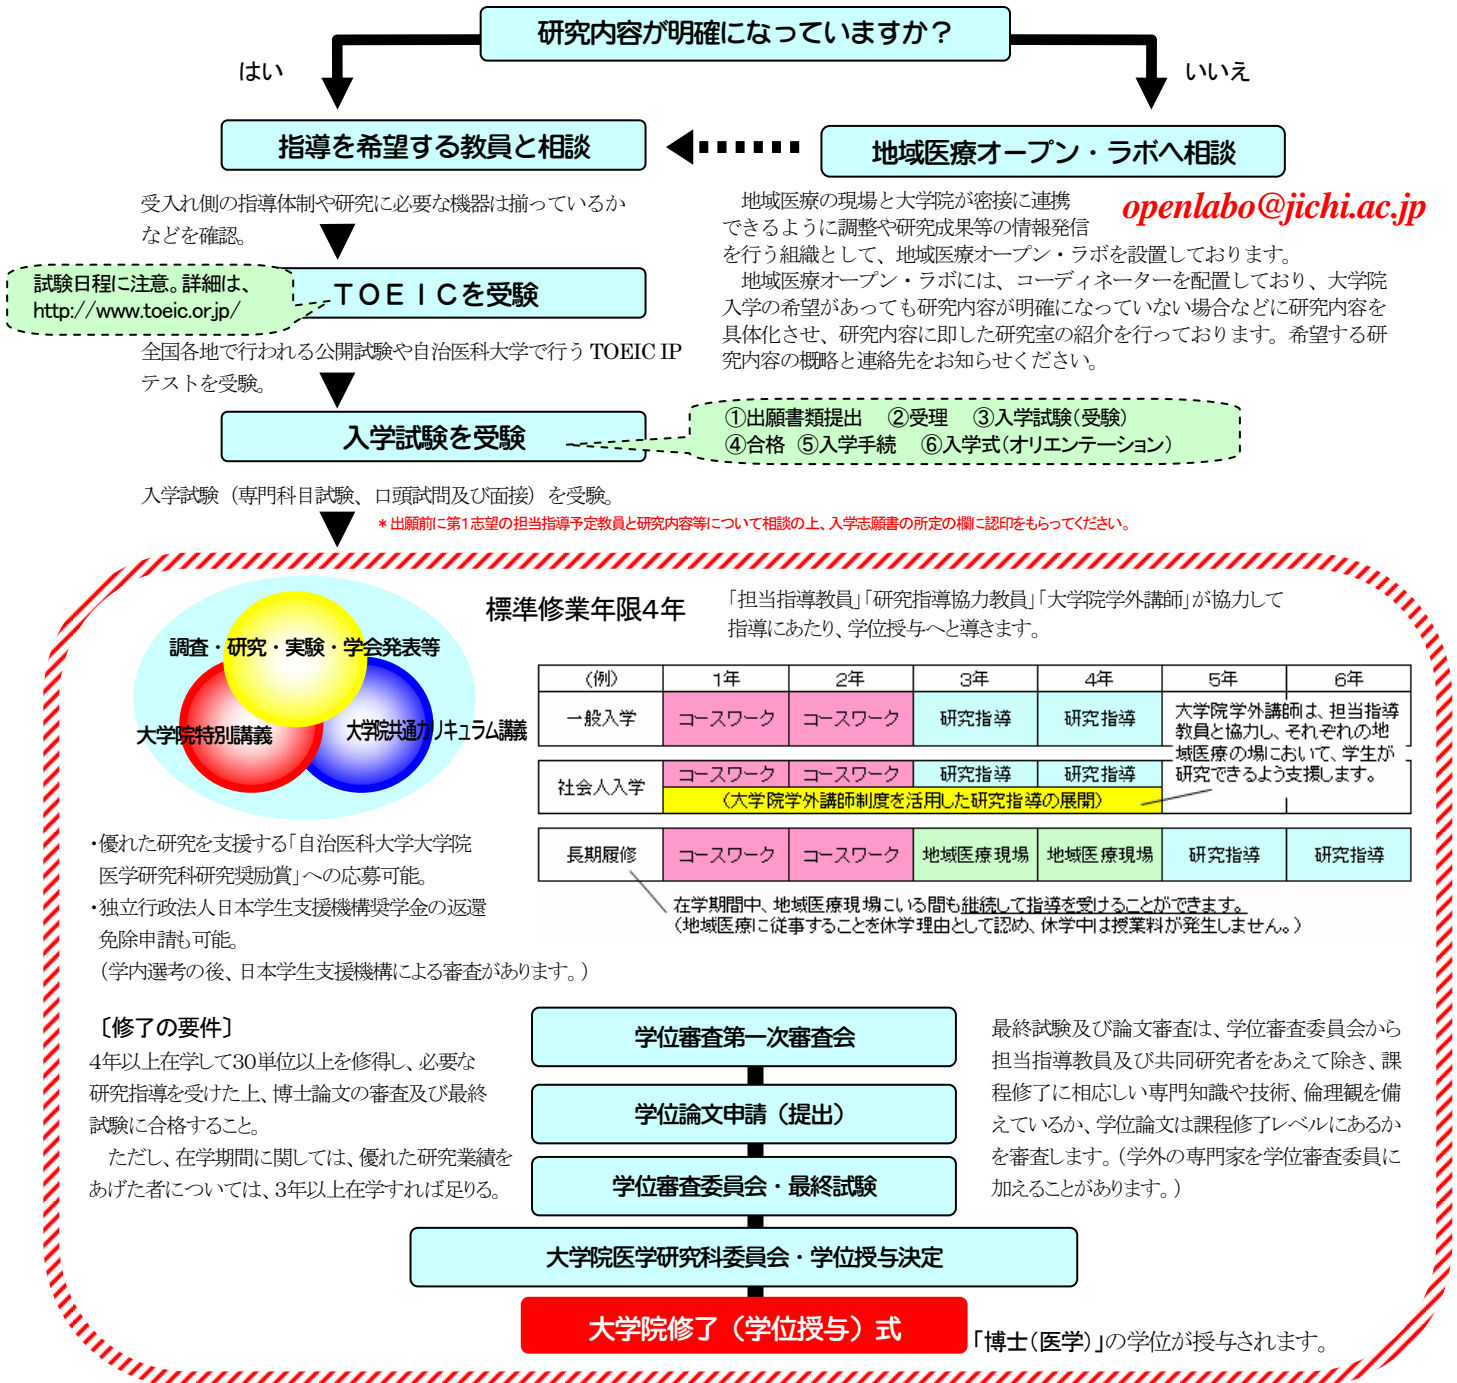 研究内容が明確になっていますか？
はい
いいえ
指導を希望する教員と相談
地域医療オープン・ラボへ相談
受入れ側の指導体制や研究に必要な機器は揃っているか
などを確認。
地域医療の現場と大学院が密接に連携
できるように調整や研究成果等の情報発信
を行う組織として、地域医療オープン・ラボを設置しております。
地域医療オープン・ラボには、コーディネーターを配置しており、大学院
入学の希望があっても研究内容が明確になっていない場合などに研究内容を
具体化させ、研究内容に即した研究室の紹介を行っております。希望する研
究内容の概略と連絡先をお知らせください。
openlabo@jichi.ac.jp
試験日程に注意。詳細は、
http://www.toeic.or.jp/
ＴＯＥＩＣを受験
全国各地で行われる公開試験や自治医科大学で行う TOEIC IP
テストを受験。
入学試験を受験
①出願書類提出 ②受理 ③入学試験（受験）
④合格 ⑤入学手続 ⑥入学式（オリエンテーション）
入学試験（専門科目試験、口頭試問及び面接）を受験。
＊出願前に第１志望の担当指導予定教員と研究内容等について相談の上、入学志願書の所定の欄に認印をもらってください。
調査・研究・実験・学会発表等
大学院特別講義
大学院共通カリキュラム講義
標準修業年限４年
「担当指導教員」「研究指導協力教員」「大学院学外講師」が協力して
指導にあたり、学位授与へと導きます。
（例） 1年 2年 3年 4年 5年 6年
一般入学 コースワーク コースワーク 研究指導 研究指導
大学院学外講師は、担当指導
教員と協力し、それぞれの地
域医療の場において、学生が
研究できるよう支援します。
社会人入学 コースワーク コースワーク 研究指導 研究指導
（大学院学外講師制度を活用した研究指導の展開）
長期履修 コースワーク コースワーク 地域医療現場 地域医療現場 研究指導 研究指導
在学期間中、地域医療現場にいる間も継続して指導を受けることができます。
（地域医療に従事することを休学理由として認め、休学中は授業料が発生しません。）
・優れた研究を支援する「自治医科大学大学院
医学研究科研究奨励賞」への応募可能。
・独立行政法人日本学生支援機構奨学金の返還
免除申請も可能。
（学内選考の後、日本学生支援機構による審査があります。）
〔修了の要件〕
４年以上在学して３０単位以上を修得し、必要な
研究指導を受けた上、博士論文の審査及び最終
試験に合格すること。
ただし、在学期間に関しては、優れた研究業績を
あげた者については、３年以上在学すれば足りる。
学位審査第一次審査会
学位論文申請（提出）
学位審査委員会・最終試験
大学院医学研究科委員会・学位授与決定
大学院修了（学位授与）式
最終試験及び論文審査は、学位審査委員会から
担当指導教員及び共同研究者をあえて除き、課
程修了に相応しい専門知識や技術、倫理観を備
えているか、学位論文は課程修了レベルにあるか
を審査します。（学外の専門家を学位審査委員に
加えることがあります。）
「博士（医学）」の学位が授与されます。